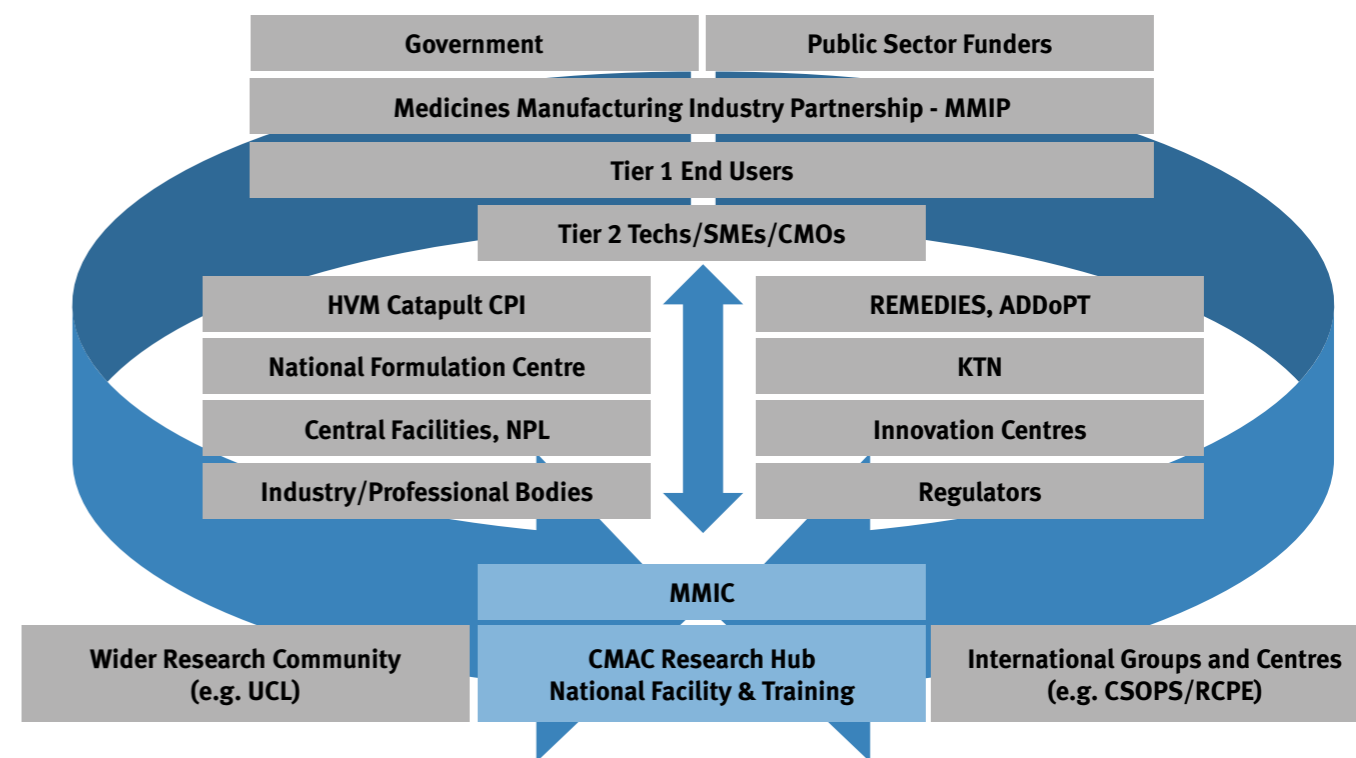 Government
Public Sector Funders
Medicines Manufacturing Industry Partnership - MMIP
Tier 1 End Users
Tier 2 Techs/SMEs/CMOs
HVM Catapult CPI
REMEDIES, ADDoPT
National Formulation Centre
KTN
Central Facilities, NPL
Innovation Centres
Industry/Professional Bodies
Regulators
MMIC
Wider Research Community
(e.g. UCL)
CMAC Research Hub
National Facility & Training
International Groups and Centres
(e.g. CSOPS/RCPE)